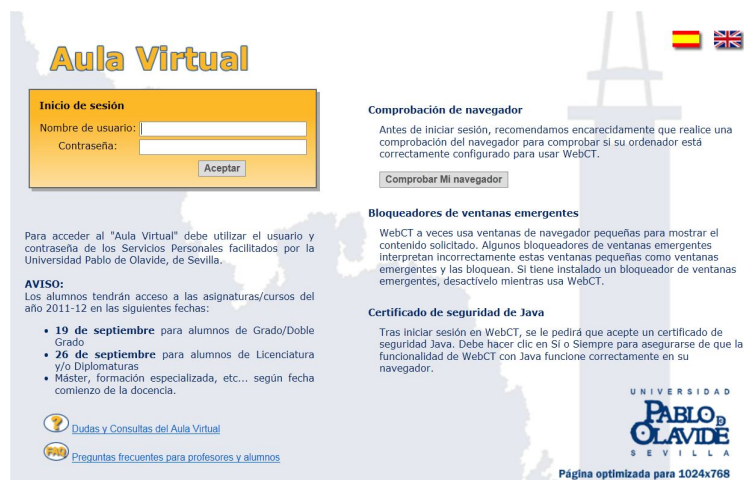 Aula Virtual
Inicio de sesión
Nombre de usuario:
Contraseña:
Aceptar
Para acceder al "Aula Virtual" debe utilizar el usuario y
contraseña de los Servicios Personales facilitados por la
Universidad Pablo de Olavide, de Sevilla.
AVISO:
Los alumnos tendrán acceso a las asignaturas/cursos del
año 2011-12 en las siguientes fechas:
• 19 de septiembre para alumnos de Grado/Doble
Grado
• 26 de septiembre para alumnos de Licenciatura
y/o Diplomaturas
• Máster, formación especializada, etc... según fecha
comienzo de la docencia.
? Dudas y Consultas del Aula Virtual
FAQ Preguntas frecuentes para profesores y alumnos
Comprobación de navegador
Antes de iniciar sesión, recomendamos encarecidamente que realice una
comprobación del navegador para comprobar si su ordenador está
correctamente configurado para usar WebCT.
Comprobar Mi navegador
Bloqueadores de ventanas emergentes
WebCT a veces usa ventanas de navegador pequeñas para mostrar el
contenido solicitado. Algunos bloqueadores de ventanas emergentes
interpretan incorrectamente estas ventanas pequeñas como ventanas
emergentes y las bloquean. Si tiene instalado un bloqueador de ventanas
emergentes, desactívelo mientras usa WebCT.
Certificado de seguridad de Java
Tras iniciar sesión en WebCT, se le pedirá que acepte un certificado de
seguridad Java. Debe hacer clic en Sí o Siempre para asegurarse de que la
funcionalidad de WebCT con Java funcione correctamente en su
navegador.
UNIVERSIDAD
PABLO DE
OLAVIDE
SEVILLA
Página optimizada para 1024x768